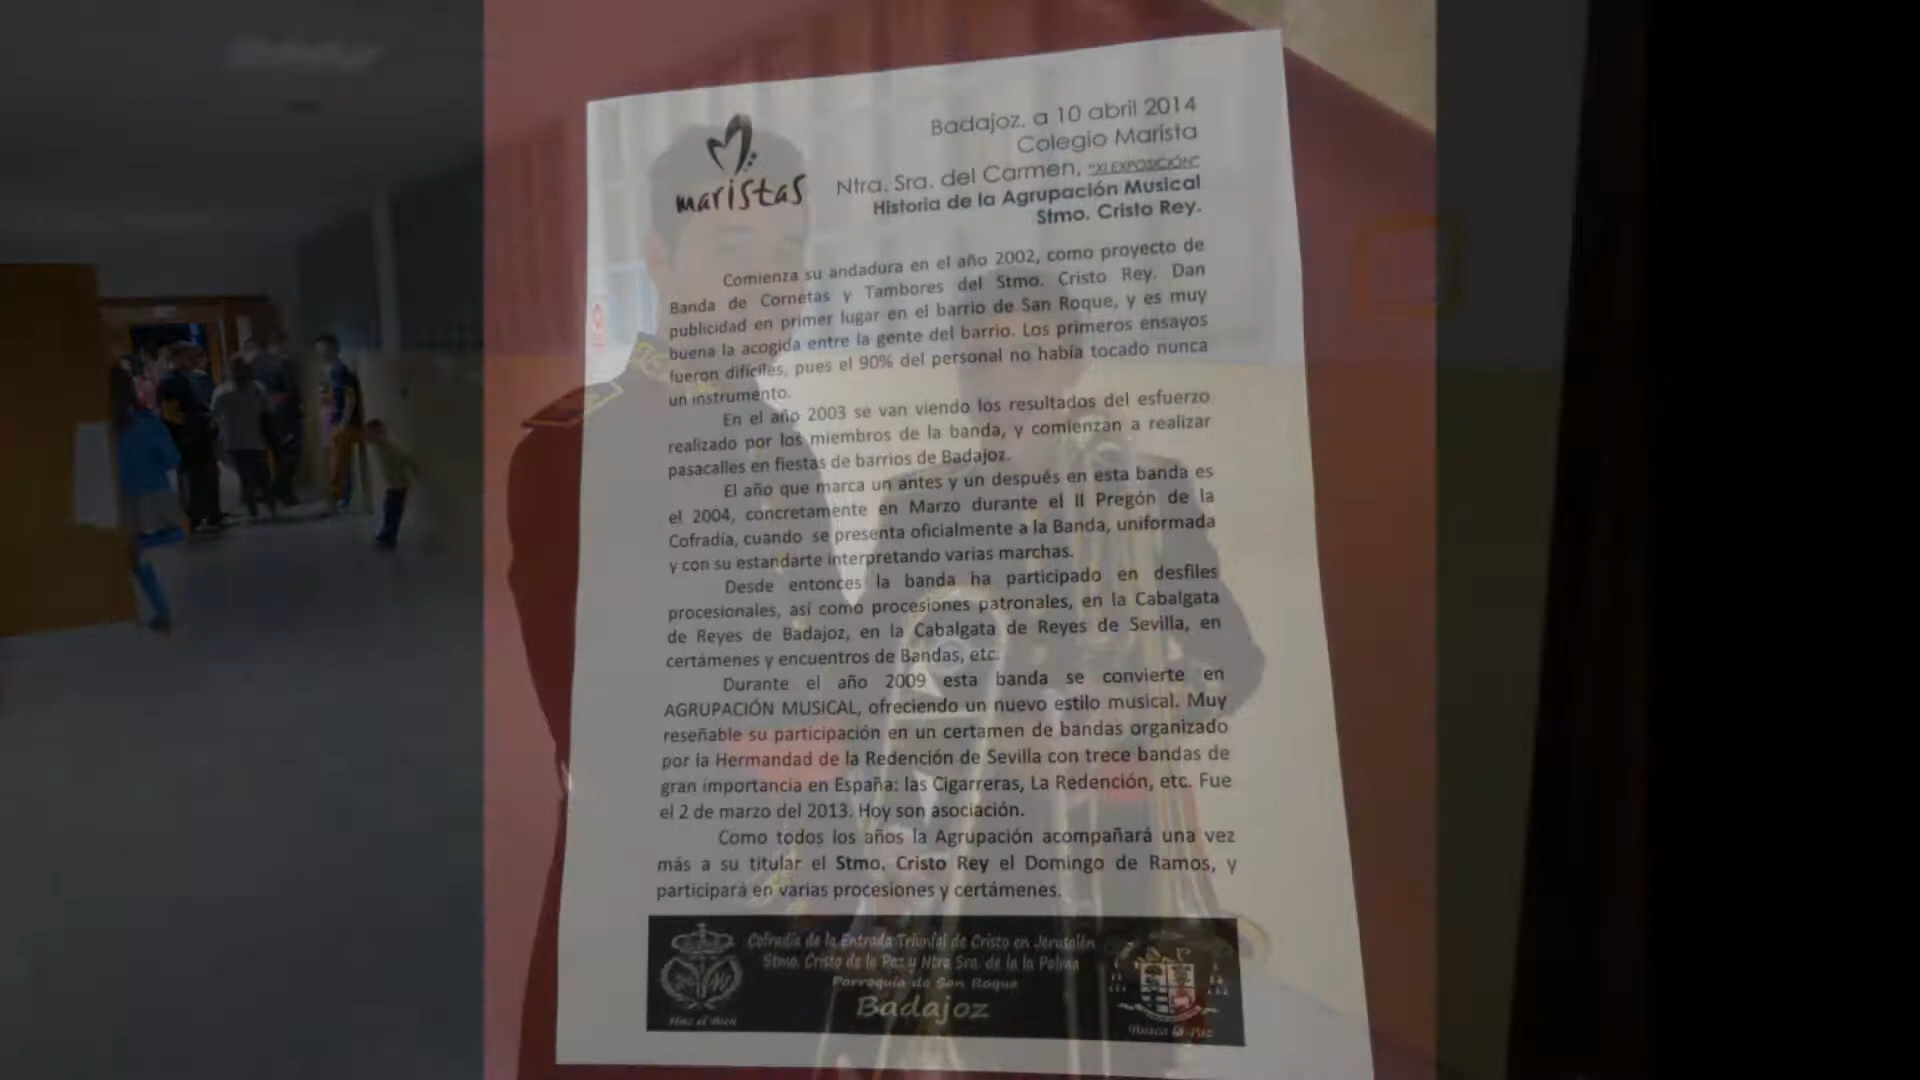 maristas
Badajoz, a 10 abril 2014
Colegio Marista
Ntra. Sra. del Carmen, "XI EXPOSICIÓN"
Historia de la Agrupación Musical
Stmo. Cristo Rey.
Comienza su andadura en el año 2002, como proyecto de
Banda de Cornetas y Tambores del Stmo. Cristo Rey. Dan
publicidad en primer lugar en el barrio de San Roque, y es muy
buena la acogida entre la gente del barrio. Los primeros ensayos
fueron difíciles, pues el 90% del personal no había tocado nunca
un instrumento.
En el año 2003 se van viendo los resultados del esfuerzo
realizado por los miembros de la banda, y comienzan a realizar
pasacalles en fiestas de barrios de Badajoz.
El año que marca un antes y un después en esta banda es
el 2004, concretamente en Marzo durante el II Pregón de la
Cofradía, cuando se presenta oficialmente a la Banda, uniformada
y con su estandarte interpretando varias marchas.
Desde entonces la banda ha participado en desfiles
procesionales, así como procesiones patronales, en la Cabalgata
de Reyes de Badajoz, en la Cabalgata de Reyes de Sevilla, en
certámenes y encuentros de Bandas, etc.
Durante el año 2009 esta banda se convierte en
AGRUPACIÓN MUSICAL, ofreciendo un nuevo estilo musical. Muy
reseñable su participación en un certamen de bandas organizado
por la Hermandad de la Redención de Sevilla con trece bandas de
gran importancia en España: las Cigarreras, La Redención, etc. Fue
el 2 de marzo del 2013. Hoy son asociación.
Como todos los años la Agrupación acompañará una vez
más a su titular el Stmo. Cristo Rey el Domingo de Ramos, y
participará en varias procesiones y certámenes.
Cofradía de la Entrada Triunfal de Cristo en Jerusalén
Stmo. Cristo de la Paz y Ntra Sra. de la la Palma
Parroquia de San Roque
Badajoz
Haz el Bien
Busca la Paz